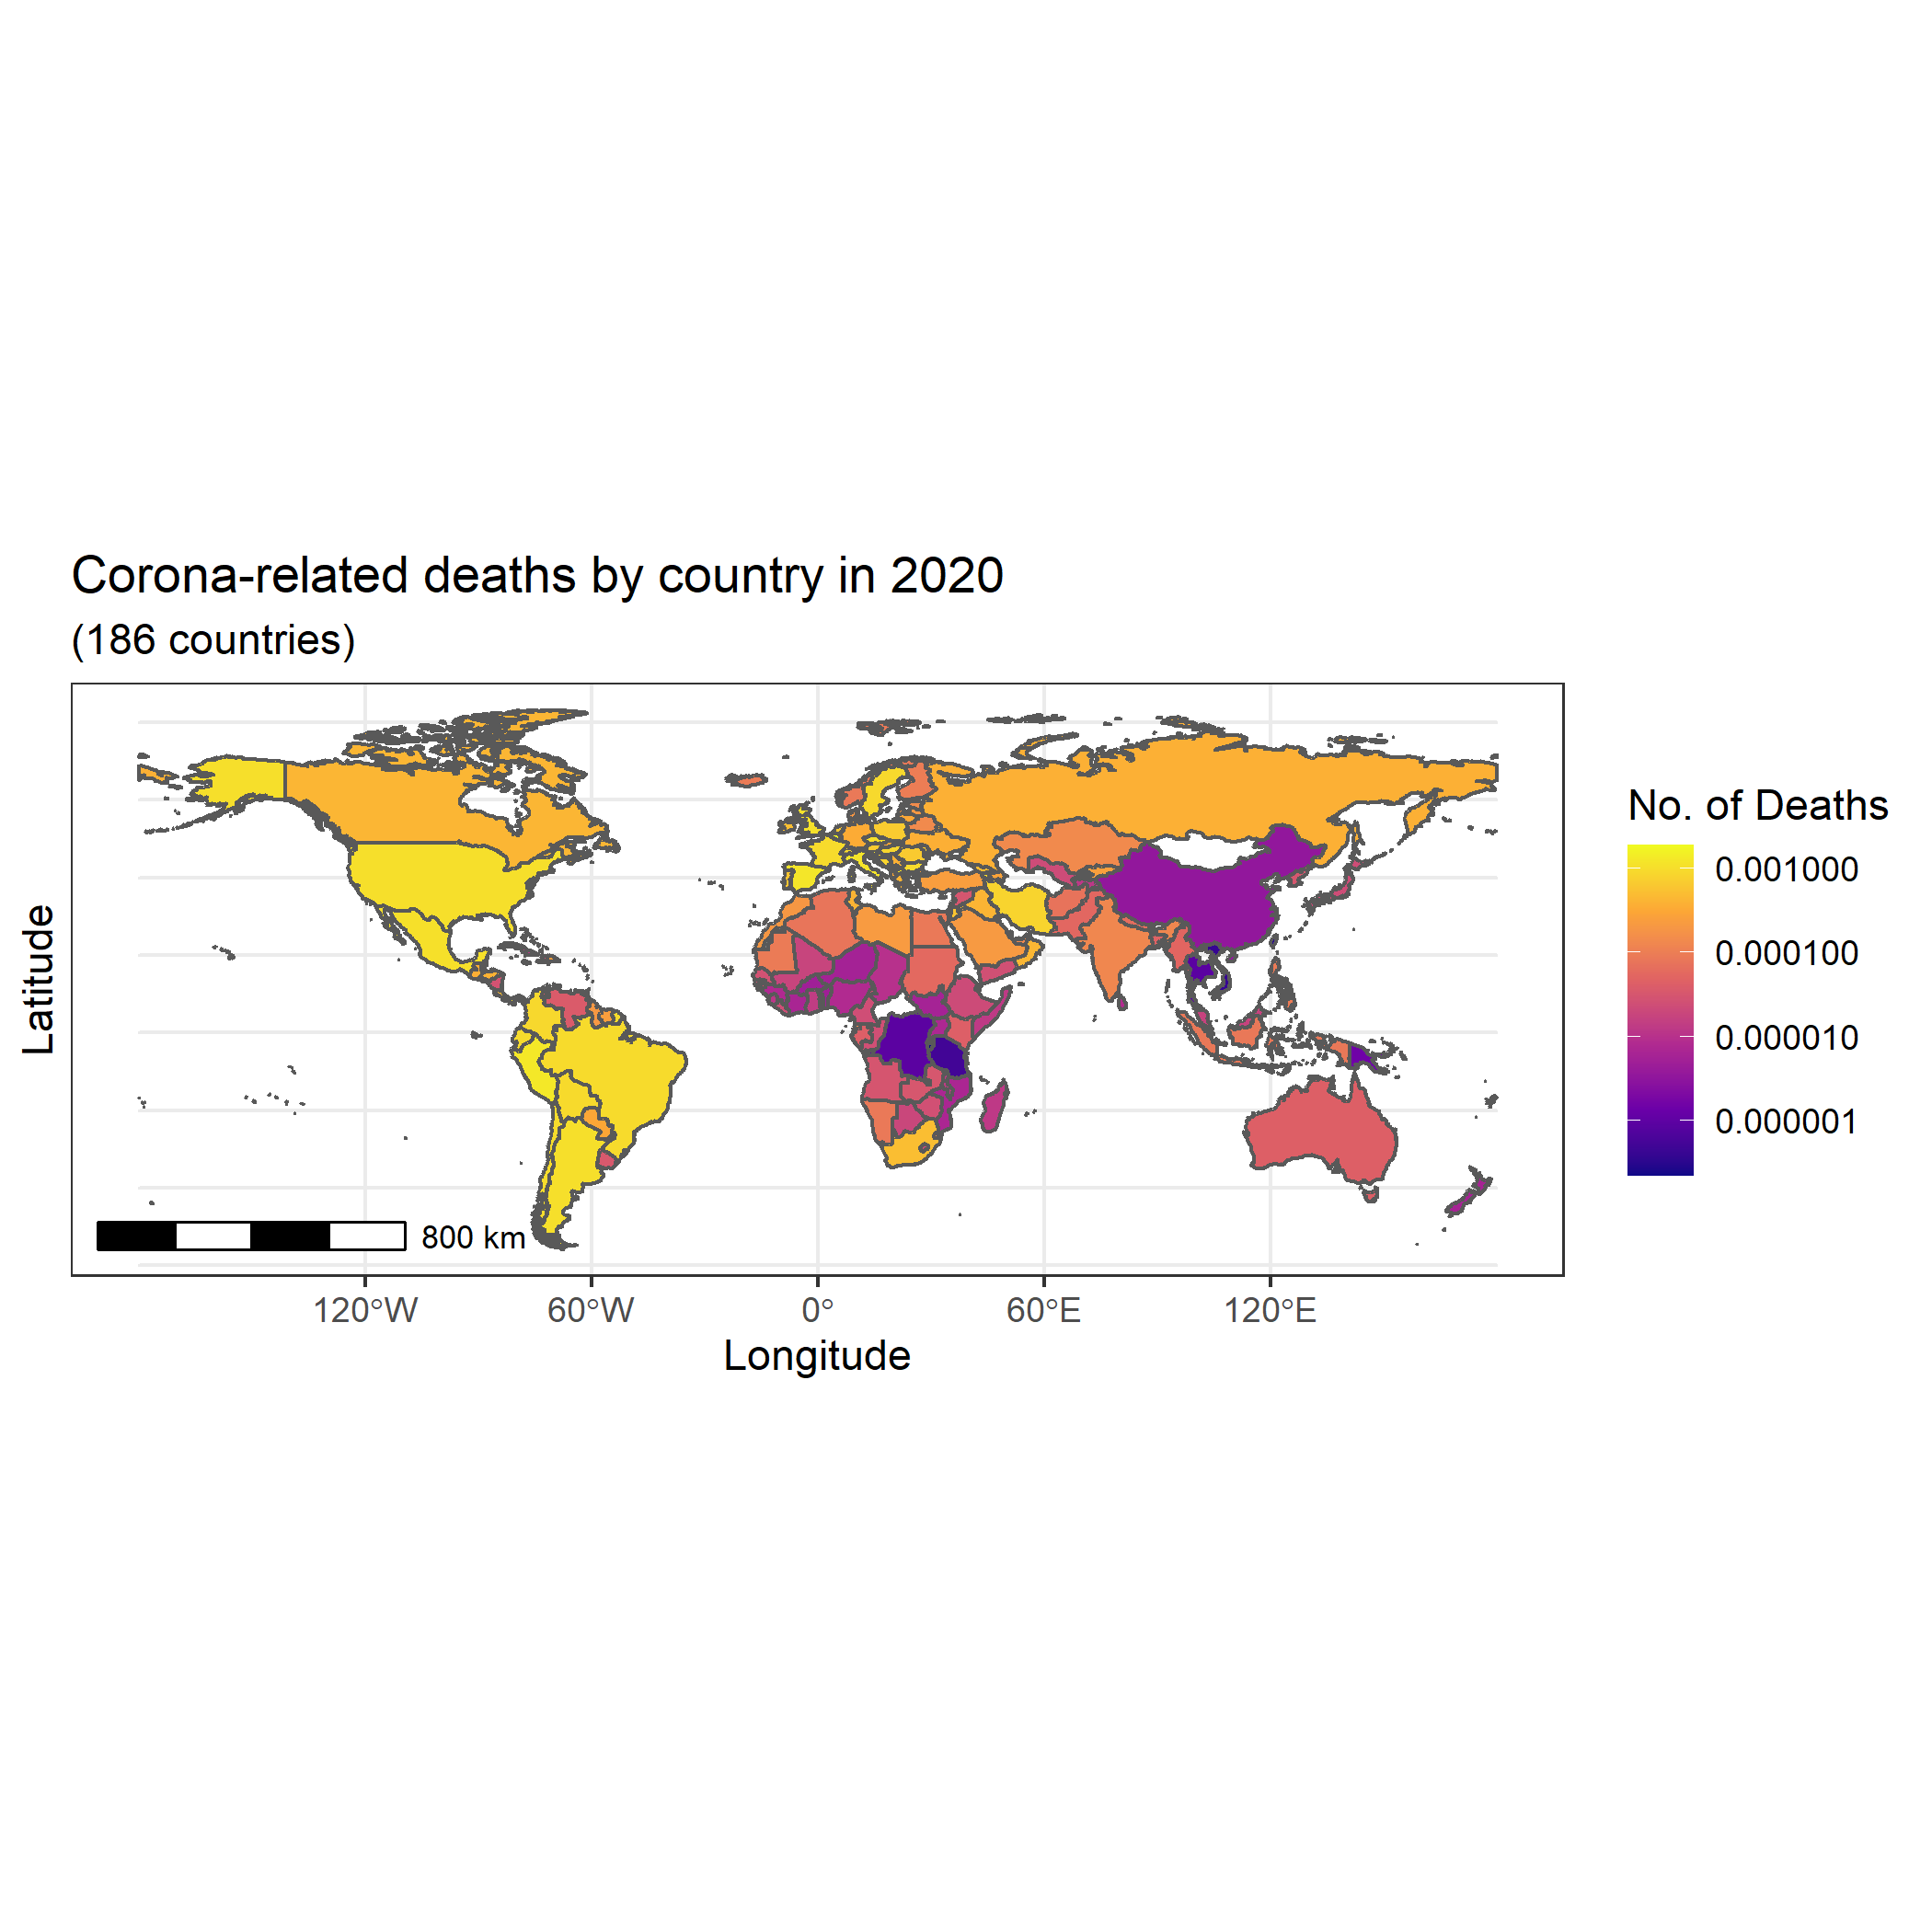 Corona-related deaths by country in 2020
(186 countries)
Latitude
800 km
120°W
60°W
0°
60°E
120°E
Longitude
No. of Deaths
0.001000
0.000100
0.000010
0.000001